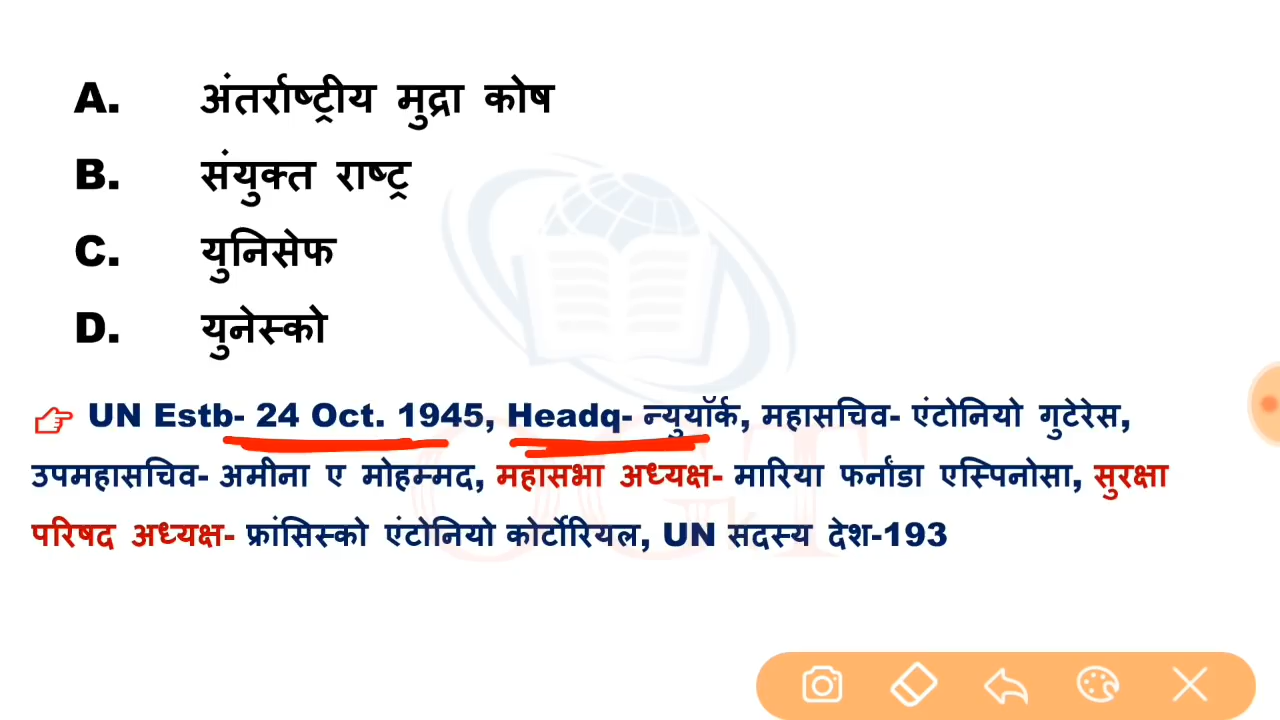 A. अंतर्राष्ट्रीय मुद्रा कोष
B. संयुक्त राष्ट्र
C. युनिसेफ
D. युनेस्को
UN Estb- 24 Oct. 1945, Headq- न्युयॉर्क, महासचिव- एंटोनियो गुटेरेस,
उपमहासचिव- अमीना ए मोहम्मद, महासभा अध्यक्ष- मारिया फर्नांडा एस्पिनोसा, सुरक्षा
परिषद अध्यक्ष- फ्रांसिस्को एंटोनियो कोर्टोरियल, UN सदस्य देश-193